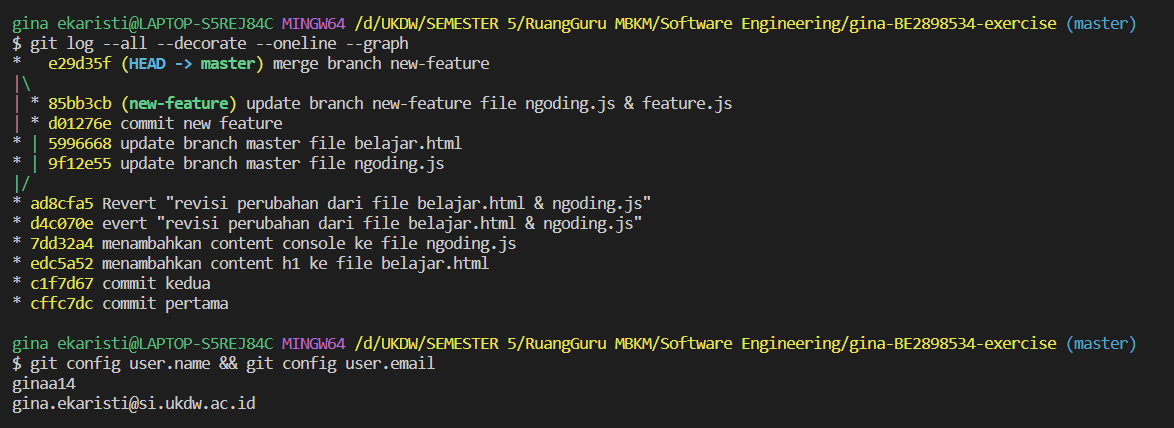 gina ekaristi@LAPTOP-S5REJ84C MINGW64 /d/UKDW/SEMESTER 5/RuangGuru MBKM/Software Engineering/gina-BE2898534-exercise (master)
$ git log --all --decorate --oneline --graph
*   e29d35f (HEAD -> master) merge branch new-feature
|\
| * 85bb3cb (new-feature) update branch new-feature file ngoding.js & feature.js
| * d01276e commit new feature
* | 5996668 update branch master file belajar.html
* | 9f12e55 update branch master file ngoding.js
|/
* ad8cfa5 Revert "revisi perubahan dari file belajar.html & ngoding.js"
* d4c070e evert "revisi perubahan dari file belajar.html & ngoding.js"
* 7dd32a4 menambahkan content console ke file ngoding.js
* edc5a52 menambahkan content h1 ke file belajar.html
* c1f7d67 commit kedua
* cffc7dc commit pertama
gina ekaristi@LAPTOP-S5REJ84C MINGW64 /d/UKDW/SEMESTER 5/RuangGuru MBKM/Software Engineering/gina-BE2898534-exercise (master)
$ git config user.name && git config user.email
ginaa14
gina.ekaristi@si.ukdw.ac.id